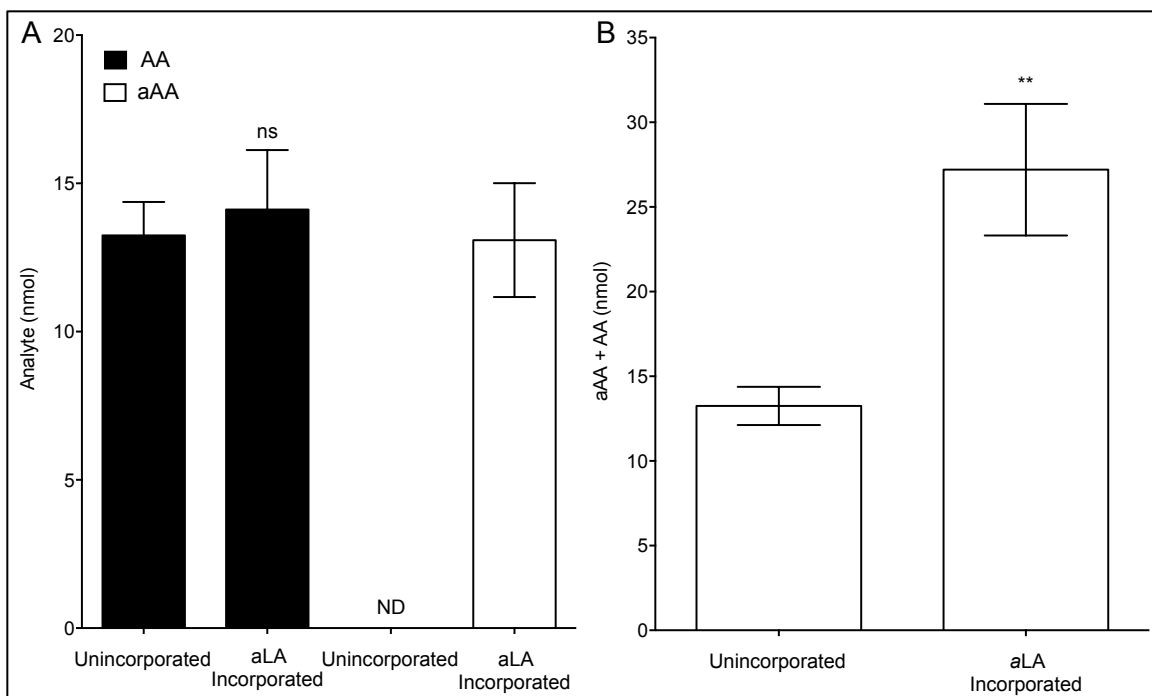 A
20
15
10
5
0
Analyte (nmol)
AA
aAA
ns
ND
Unincorporated
aLA
Incorporated
Unincorporated
aLA
Incorporated
B
35
30
25
20
15
10
5
0
aAA + AA (nmol)
**
Unincorporated
aLA
Incorporated